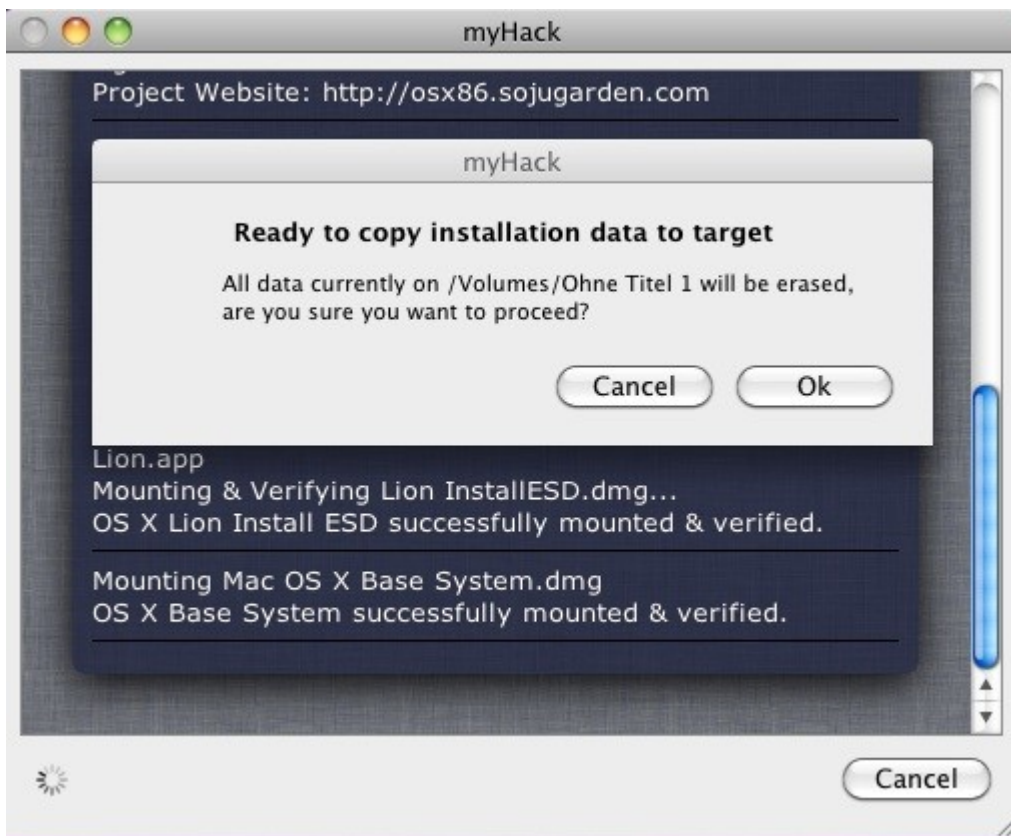 myHack
Project Website: http://osx86.sojugarden.com
myHack
Ready to copy installation data to target
All data currently on /Volumes/Ohne Titel 1 will be erased,
are you sure you want to proceed?
Cancel Ok
Lion.app
Mounting & Verifying Lion InstallESD.dmg...
OS X Lion Install ESD successfully mounted & verified.
Mounting Mac OS X Base System.dmg
OS X Base System successfully mounted & verified.
Cancel